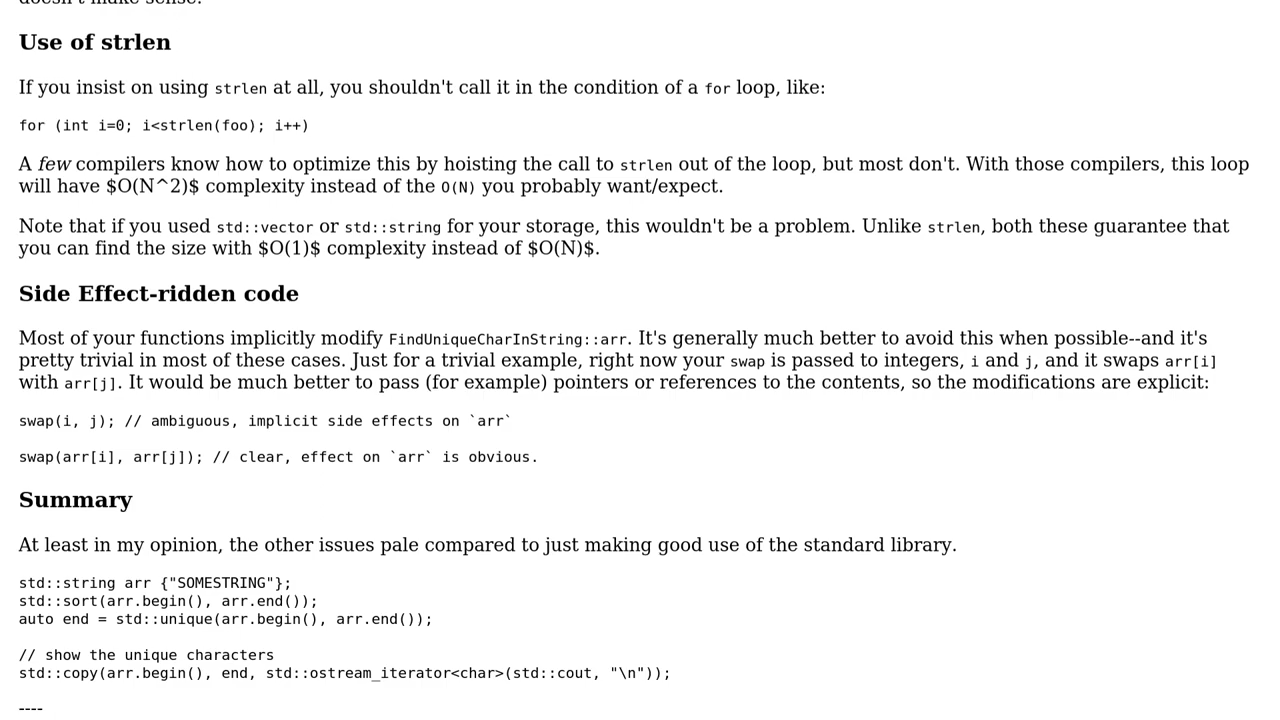 doesn't make sense.
Use of strlen
If you insist on using strlen at all, you shouldn't call it in the condition of a for loop, like:
for (int i=0; i<strlen(foo); i++)
A few compilers know how to optimize this by hoisting the call to strlen out of the loop, but most don't. With those compilers, this loop
will have $O(N^2)$ complexity instead of the O(N) you probably want/expect.
Note that if you used std::vector or std::string for your storage, this wouldn't be a problem. Unlike strlen, both these guarantee that
you can find the size with $O(1)$ complexity instead of $O(N)$.
Side Effect-ridden code
Most of your functions implicitly modify FindUniqueCharInString::arr. It's generally much better to avoid this when possible--and it's
pretty trivial in most of these cases. Just for a trivial example, right now your swap is passed to integers, i and j, and it swaps arr[i]
with arr[j]. It would be much better to pass (for example) pointers or references to the contents, so the modifications are explicit:
swap(i, j); // ambiguous, implicit side effects on `arr`
swap(arr[i], arr[j]); // clear, effect on `arr` is obvious.
Summary
At least in my opinion, the other issues pale compared to just making good use of the standard library.
std::string arr {"SOMESTRING"};
std::sort(arr.begin(), arr.end());
auto end = std::unique(arr.begin(), arr.end());
// show the unique characters
std::copy(arr.begin(), end, std::ostream_iterator<char>(std::cout, "\n"));
----